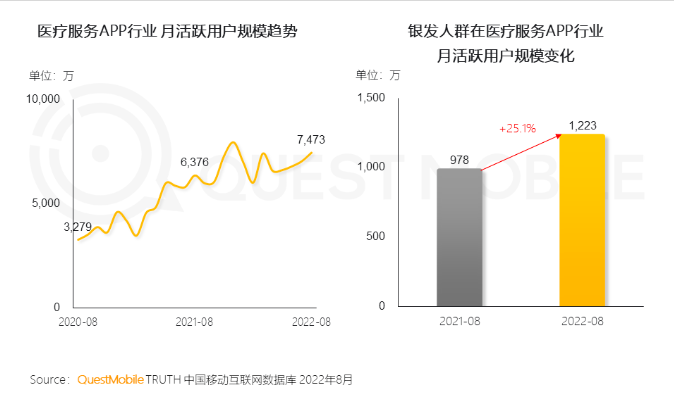 医疗服务APP行业 月活跃用户规模趋势
单位：万
10,000
5,000
0
3,279
6,376
7,473
2020-08
2021-08
2022-08
银发人群在医疗服务APP行业
月活跃用户规模变化
单位：万
1,500
1,000
500
0
978
+25.1%
1,223
2021-08
2022-08
QUEST MOBILE
Source：QuestMobile TRUTH 中国移动互联网数据库 2022年8月